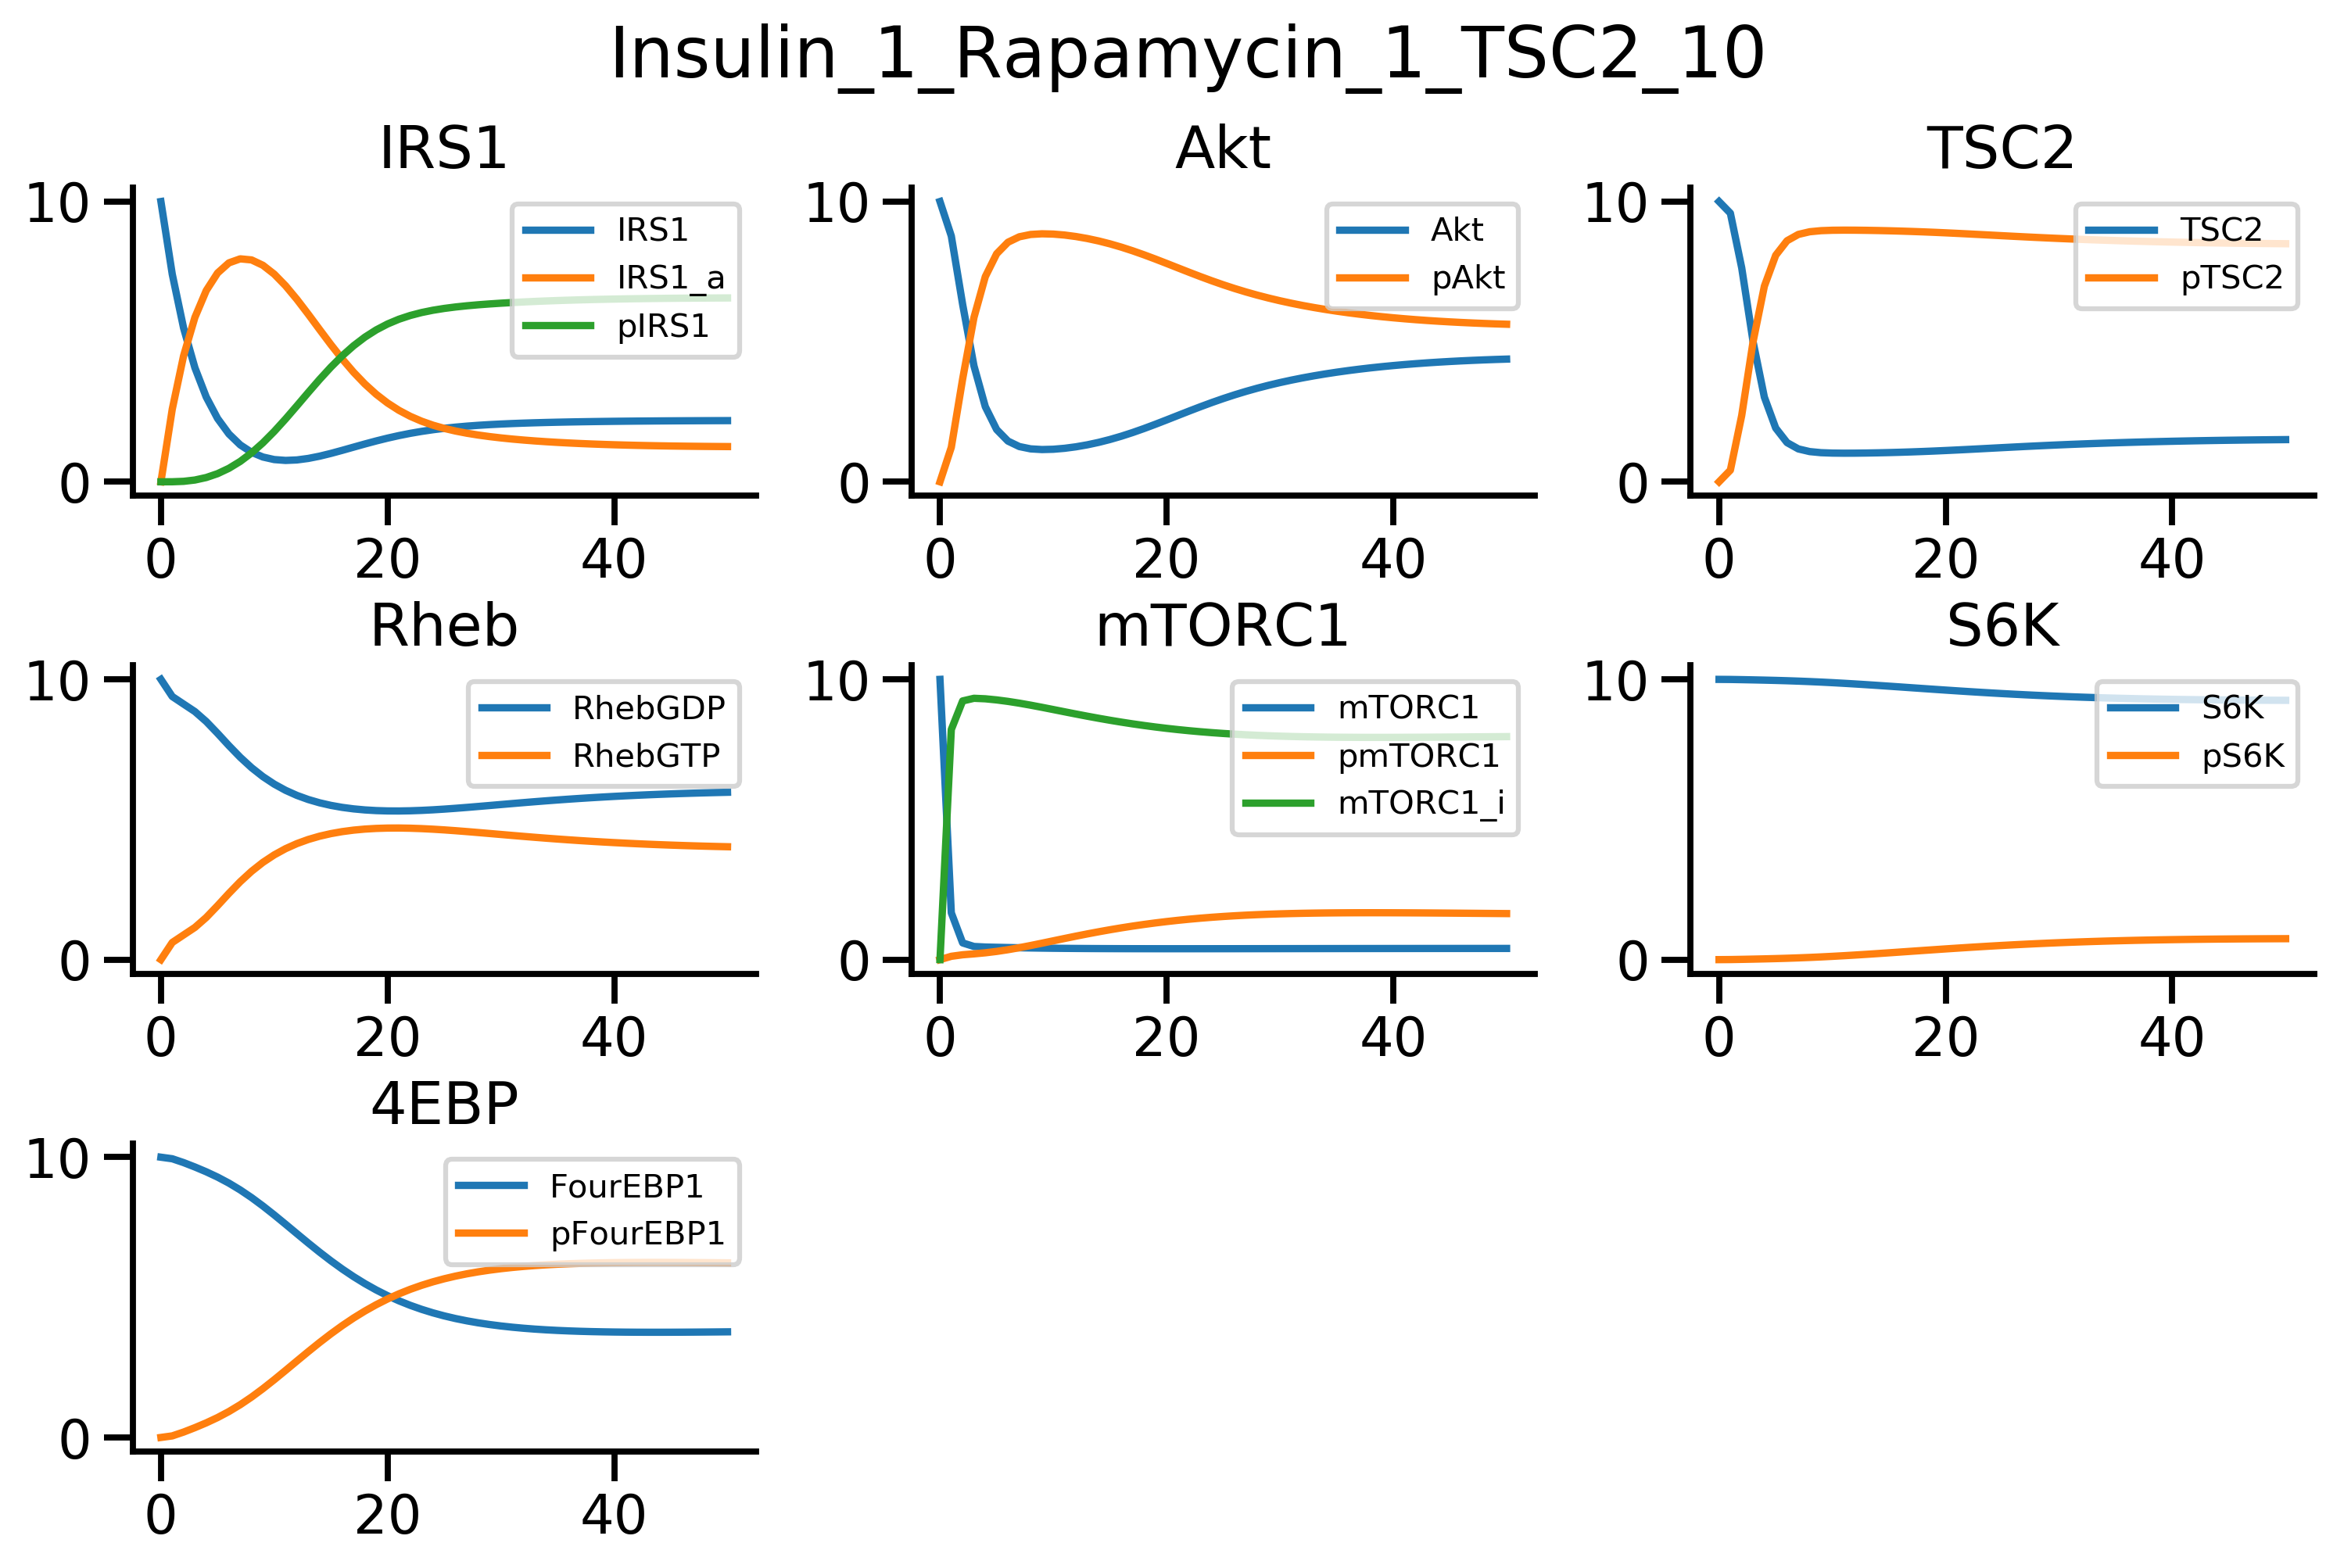 Insulin_1_Rapamycin_1_TSC2_10
IRS1
10
0
0 20 40
IRS1
IRS1_a
pIRS1
Akt
10
0
0 20 40
Akt
pAkt
TSC2
10
0
0 20 40
TSC2
pTSC2
Rheb
10
0
0 20 40
RhebGDP
RhebGTP
mTORC1
10
0
0 20 40
mTORC1
pmTORC1
mTORC1_i
S6K
10
0
0 20 40
S6K
pS6K
4EBP
10
0
0 20 40
FourEBP1
pFourEBP1